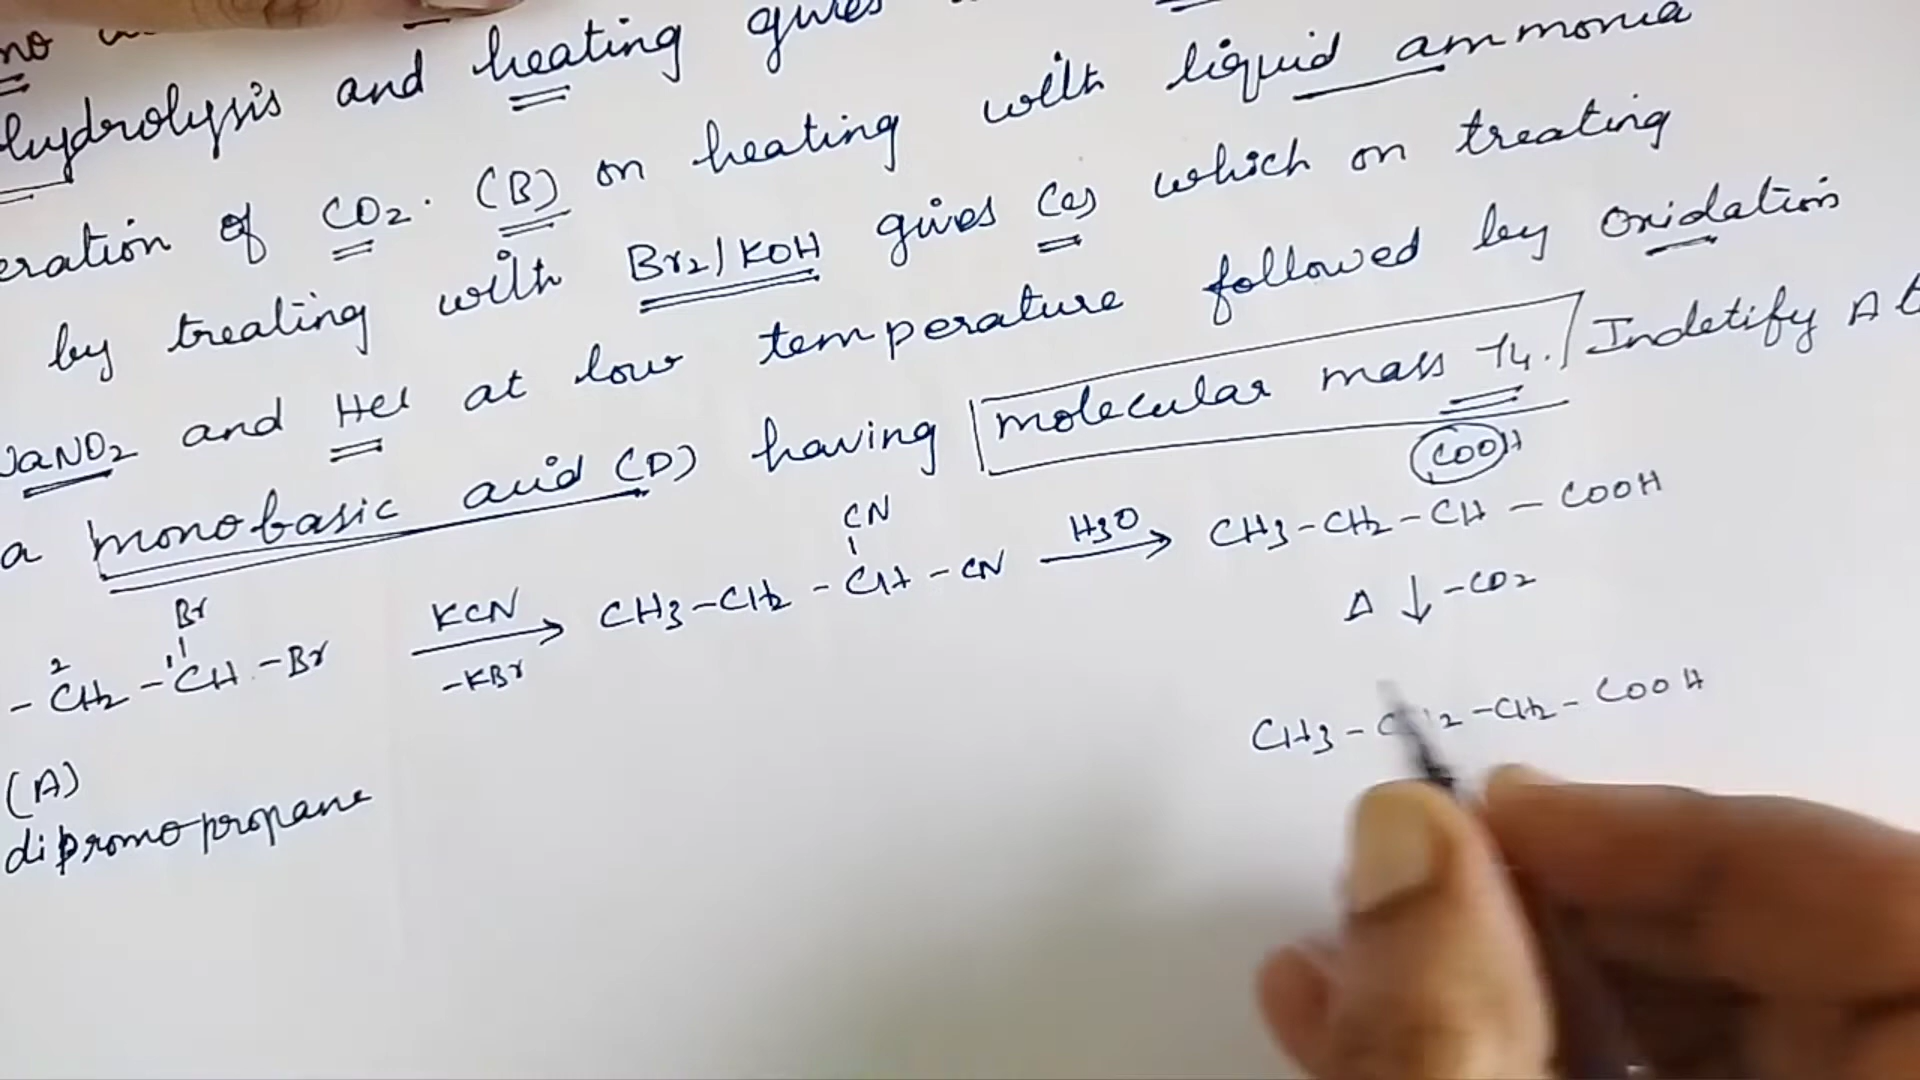 hydrolysis and heating gives
eration of CO2. (B) on heating with liquid ammonia
by treating with Br2/KOH gives (C) which on treating
NaNO2 and HCl at low temperature followed by oxidation
a monobasic acid (D) having molecular mass 74. Indetify A t
COOH
CN
Br
- CH2 - CH - Br KCN -KBr CH3-CH2 - CH - CN H3O CH3-CH2-CH-COOH
2 1
Δ ↓ -CO2
CH3 - CH2 - CH2 - COOH
(A)
dibromopropane